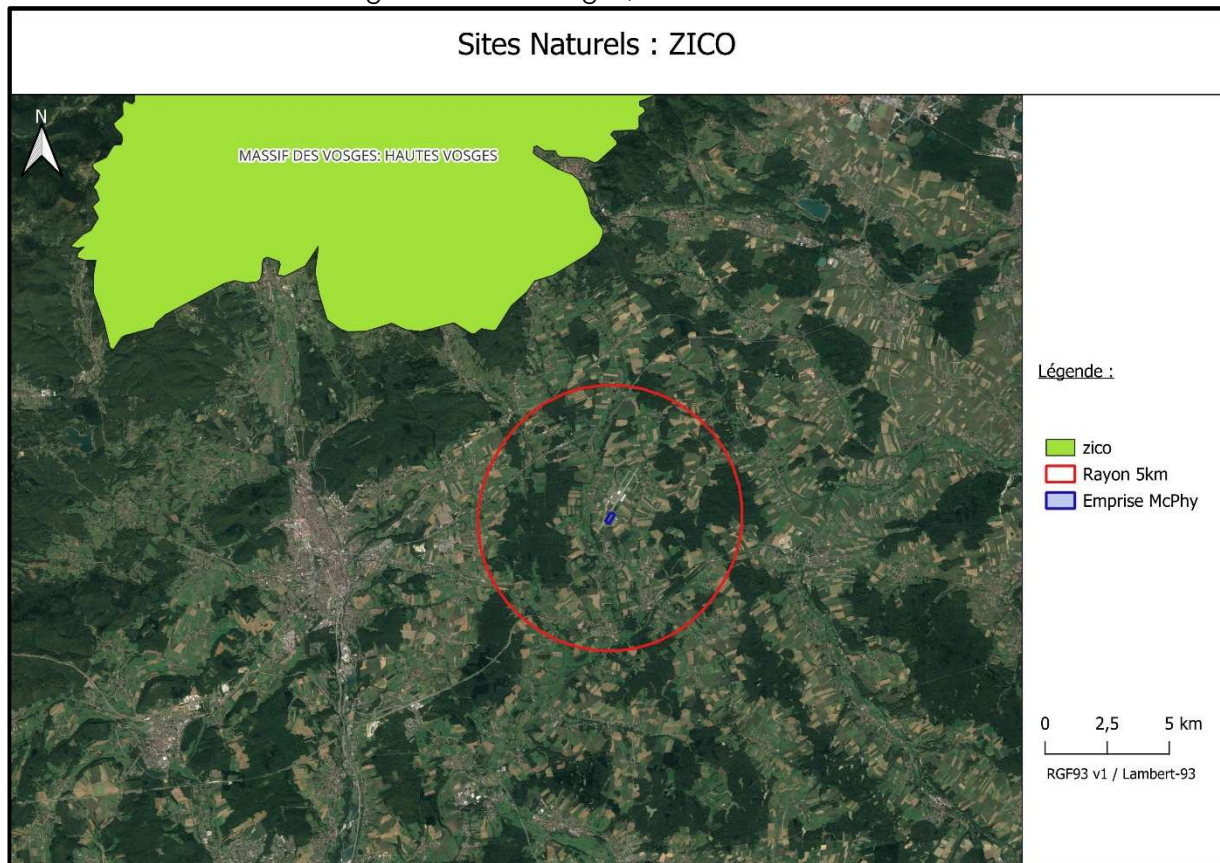 Sites Naturels : ZICO
N
MASSIF DES VOSGES: HAUTES VOSGES
Légende :
zico
Rayon 5km
Emprise McPhy
0 2,5 5 km
RGF93 v1 / Lambert-93